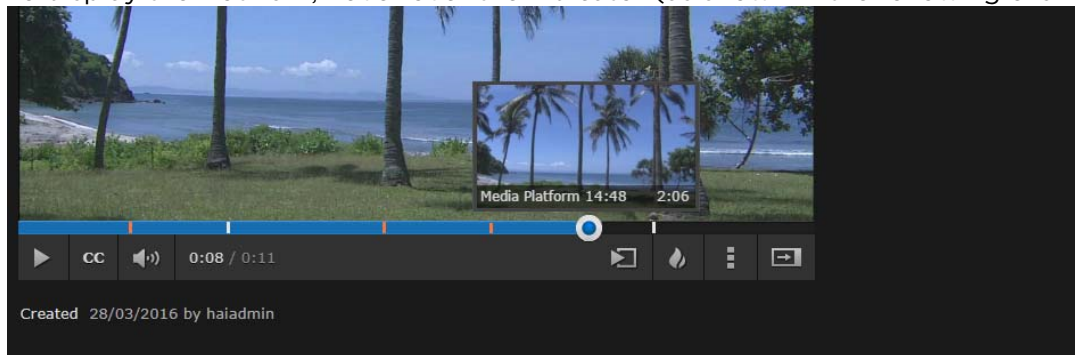 Media Platform 14:48 2:06
CC 0:08 / 0:11
Created 28/03/2016 by haiadmin